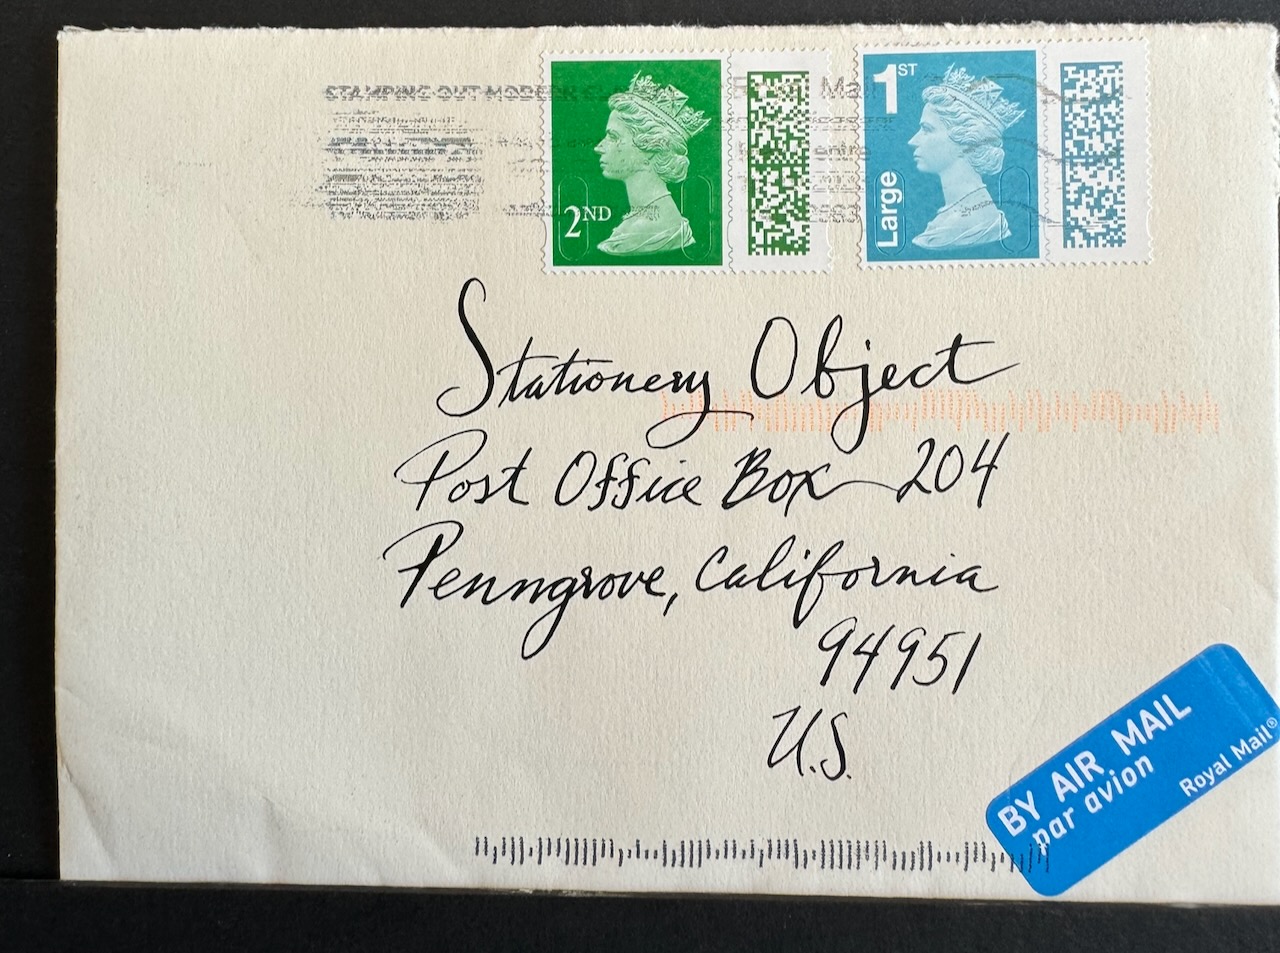 STAMPING OUT MODERN
Mail
2ND
1ST
Large
Stationery Object
Post Office Box 204
Penngrove, California
94951
U.S.
BY AIR MAIL
par avion
Royal Mail®